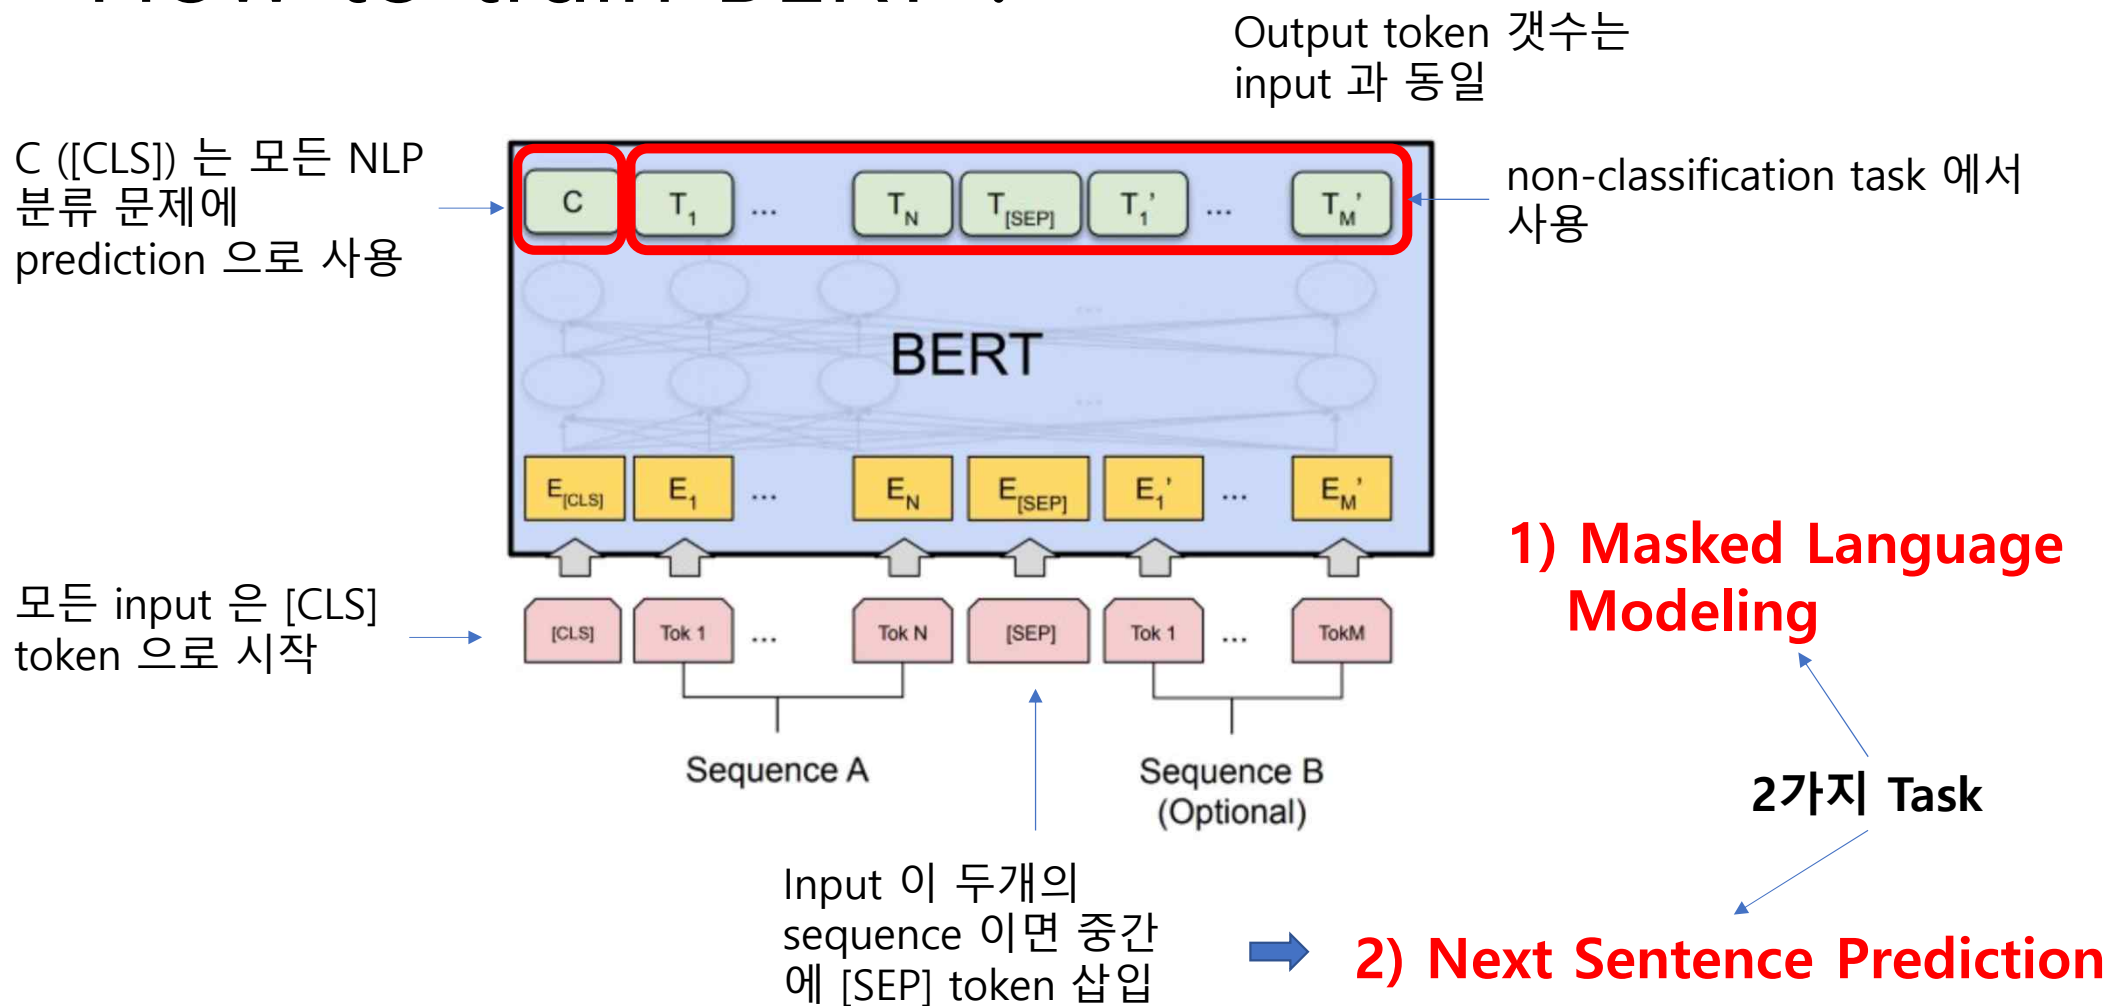 How to train BERT ?
Output token 갯수는
input 과 동일
C ([CLS]) 는 모든 NLP
분류 문제에
prediction 으로 사용
non-classification task 에서
사용
C T1 ... TN T[SEP] T1’ ... TM’
BERT
E[CLS] E1 ... EN E[SEP] E1’ ... EM’
모든 input 은 [CLS]
token 으로 시작
[CLS] Tok 1 ... Tok N [SEP] Tok 1 ... TokM
Sequence A
Sequence B
(Optional)
Input 이 두개의
sequence 이면 중간
에 [SEP] token 삽입
1) Masked Language
Modeling
2가지 Task
2) Next Sentence Prediction